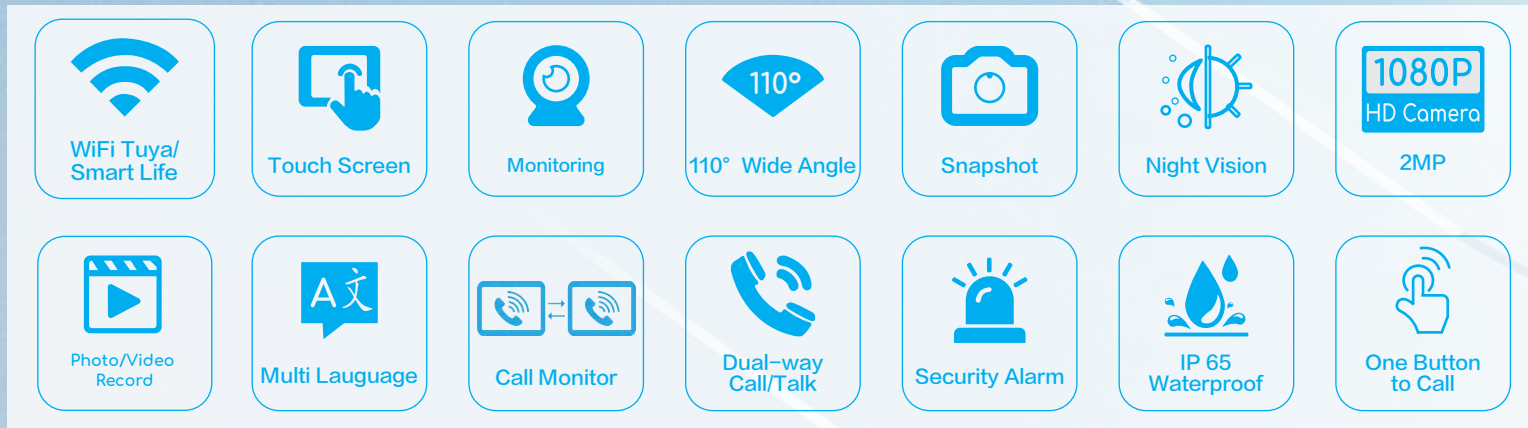 WiFi Tuya/
Smart Life
Touch Screen
Monitoring
110°
110° Wide Angle
Snapshot
Night Vision
1080P
HD Camera
2MP
Photo/Video
Record
A文
Multi Lauguage
Call Monitor
Dual-way
Call/Talk
Security Alarm
IP 65
Waterproof
One Button
to Call